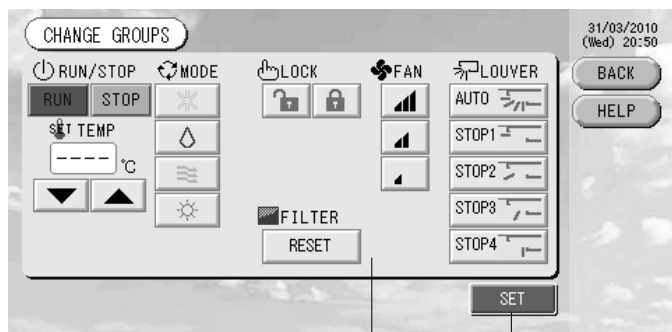 CHANGE GROUPS
31/03/2010
(Wed) 20:50
BACK
HELP
RUN/STOP
MODE
LOCK
FAN
LOUVER
RUN
STOP
SET TEMP
----°C
AUTO
STOP1
STOP2
STOP3
STOP4
FILTER
RESET
SET